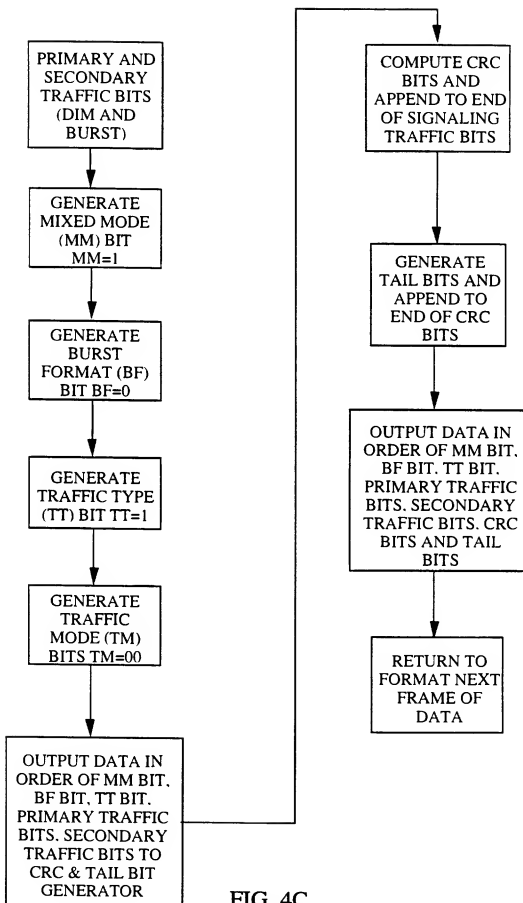 PRIMARY AND
SECONDARY
TRAFFIC BITS
(DIM AND
BURST)
GENERATE
MIXED MODE
(MM) BIT
MM=1
GENERATE
BURST
FORMAT (BF)
BIT BF=0
GENERATE
TRAFFIC TYPE
(TT) BIT TT=1
GENERATE
TRAFFIC
MODE (TM)
BITS TM=00
OUTPUT DATA IN
ORDER OF MM BIT,
BF BIT, TT BIT.
PRIMARY TRAFFIC
BITS. SECONDARY
TRAFFIC BITS TO
CRC & TAIL BIT
GENERATOR
COMPUTE CRC
BITS AND
APPEND TO END
OF SIGNALING
TRAFFIC BITS
GENERATE
TAIL BITS AND
APPEND TO
END OF CRC
BITS
OUTPUT DATA IN
ORDER OF MM BIT,
BF BIT. TT BIT.
PRIMARY TRAFFIC
BITS. SECONDARY
TRAFFIC BITS. CRC
BITS AND TAIL
BITS
RETURN TO
FORMAT NEXT
FRAME OF
DATA
FIG. 4C